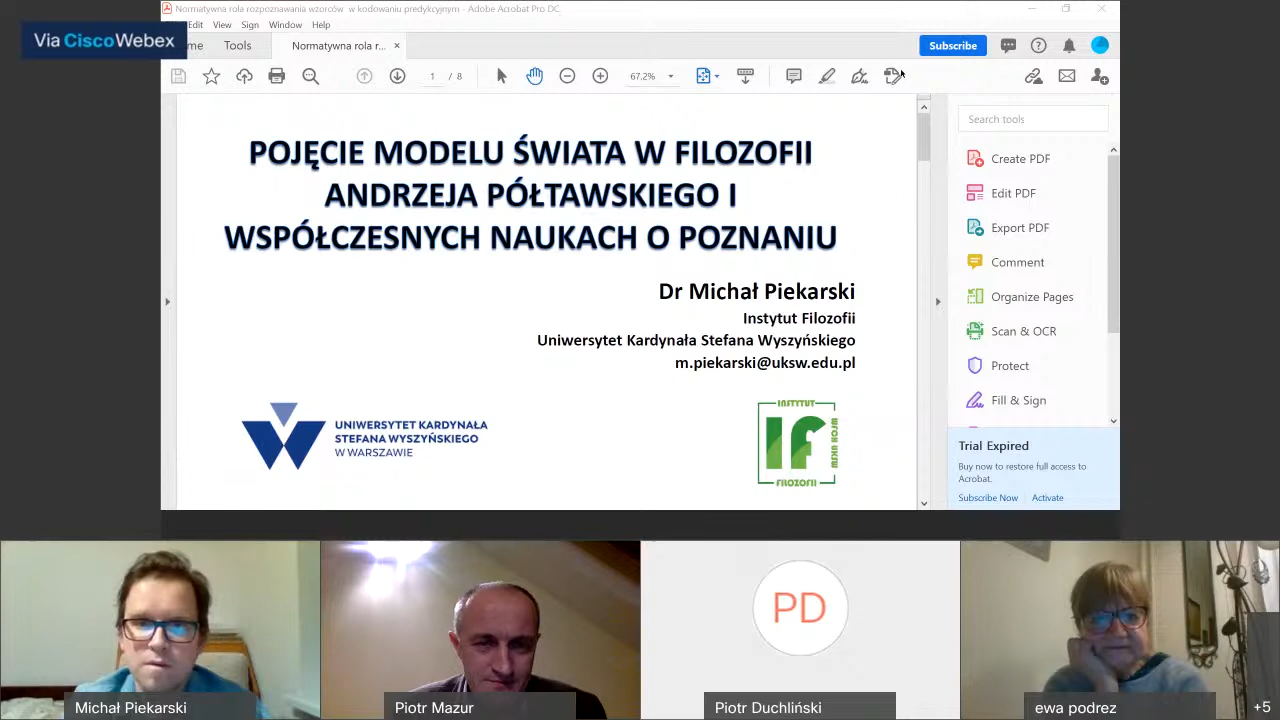 Normatywna rola rozpoznawania wzorców w kodowaniu predykcyjnym - Adobe Acrobat Pro DC
Edit View Sign Window Help
Via CiscoWebex
me Tools Normatywna rola r... ×
Subscribe
1 / 8
67.2%
Search tools
POJĘCIE MODELU ŚWIATA W FILOZOFII
ANDRZEJA PÓŁTAWSKIEGO I
WSPÓŁCZESNYCH NAUKACH O POZNANIU
Dr Michał Piekarski
Instytut Filozofii
Uniwersytet Kardynała Stefana Wyszyńskiego
m.piekarski@uksw.edu.pl
UNIWERSYTET KARDYNAŁA
STEFANA WYSZYŃSKIEGO
W WARSZAWIE
INSTYTUT
IF
WFCH UKSW
FILOZOFII
Create PDF
Edit PDF
Export PDF
Comment
Organize Pages
Scan & OCR
Protect
Fill & Sign
Trial Expired
Buy now to restore full access to
Acrobat.
Subscribe Now Activate
PD
Michał Piekarski
Piotr Mazur
Piotr Duchliński
ewa podrez
+5